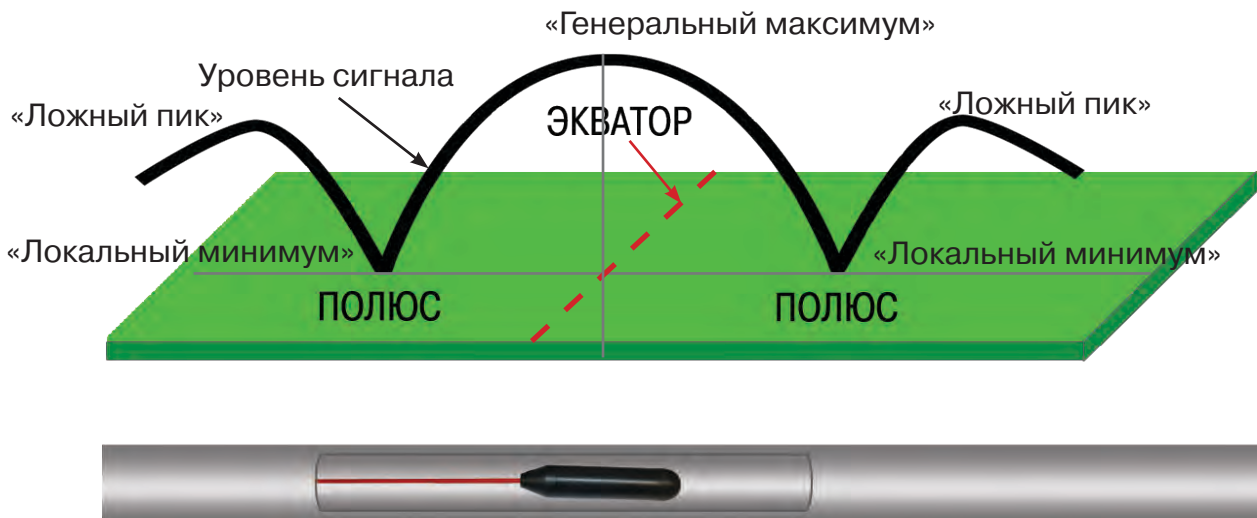 «Генеральный максимум»
Уровень сигнала
«Ложный пик»
«Ложный пик»
ЭКВАТОР
«Локальный минимум»
«Локальный минимум»
ПОЛЮС
ПОЛЮС